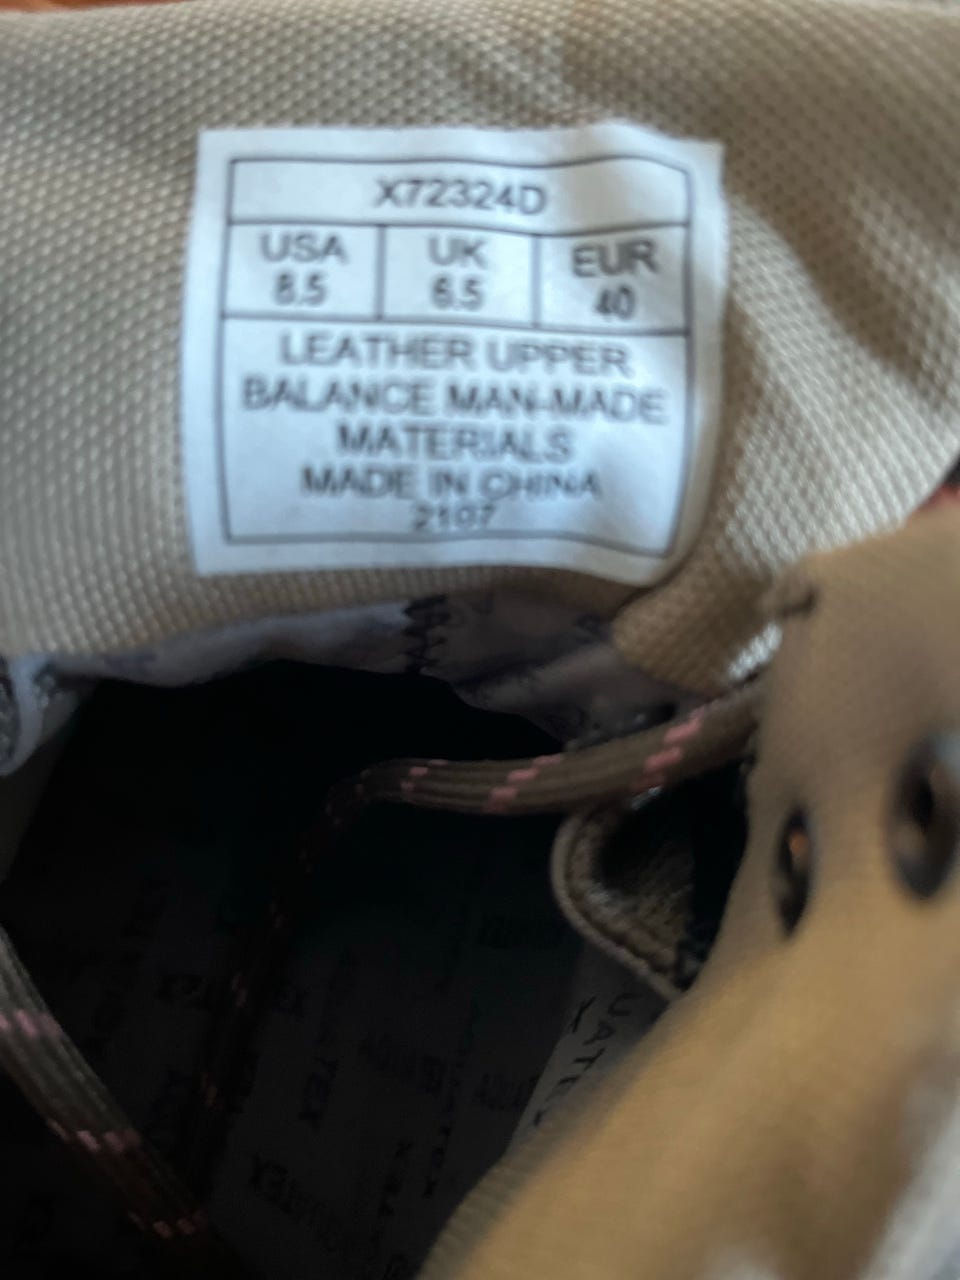 X72324D
USA UK EUR
8.5 6.5 40
LEATHER UPPER
BALANCE MAN-MADE
MATERIALS
MADE IN CHINA
2107